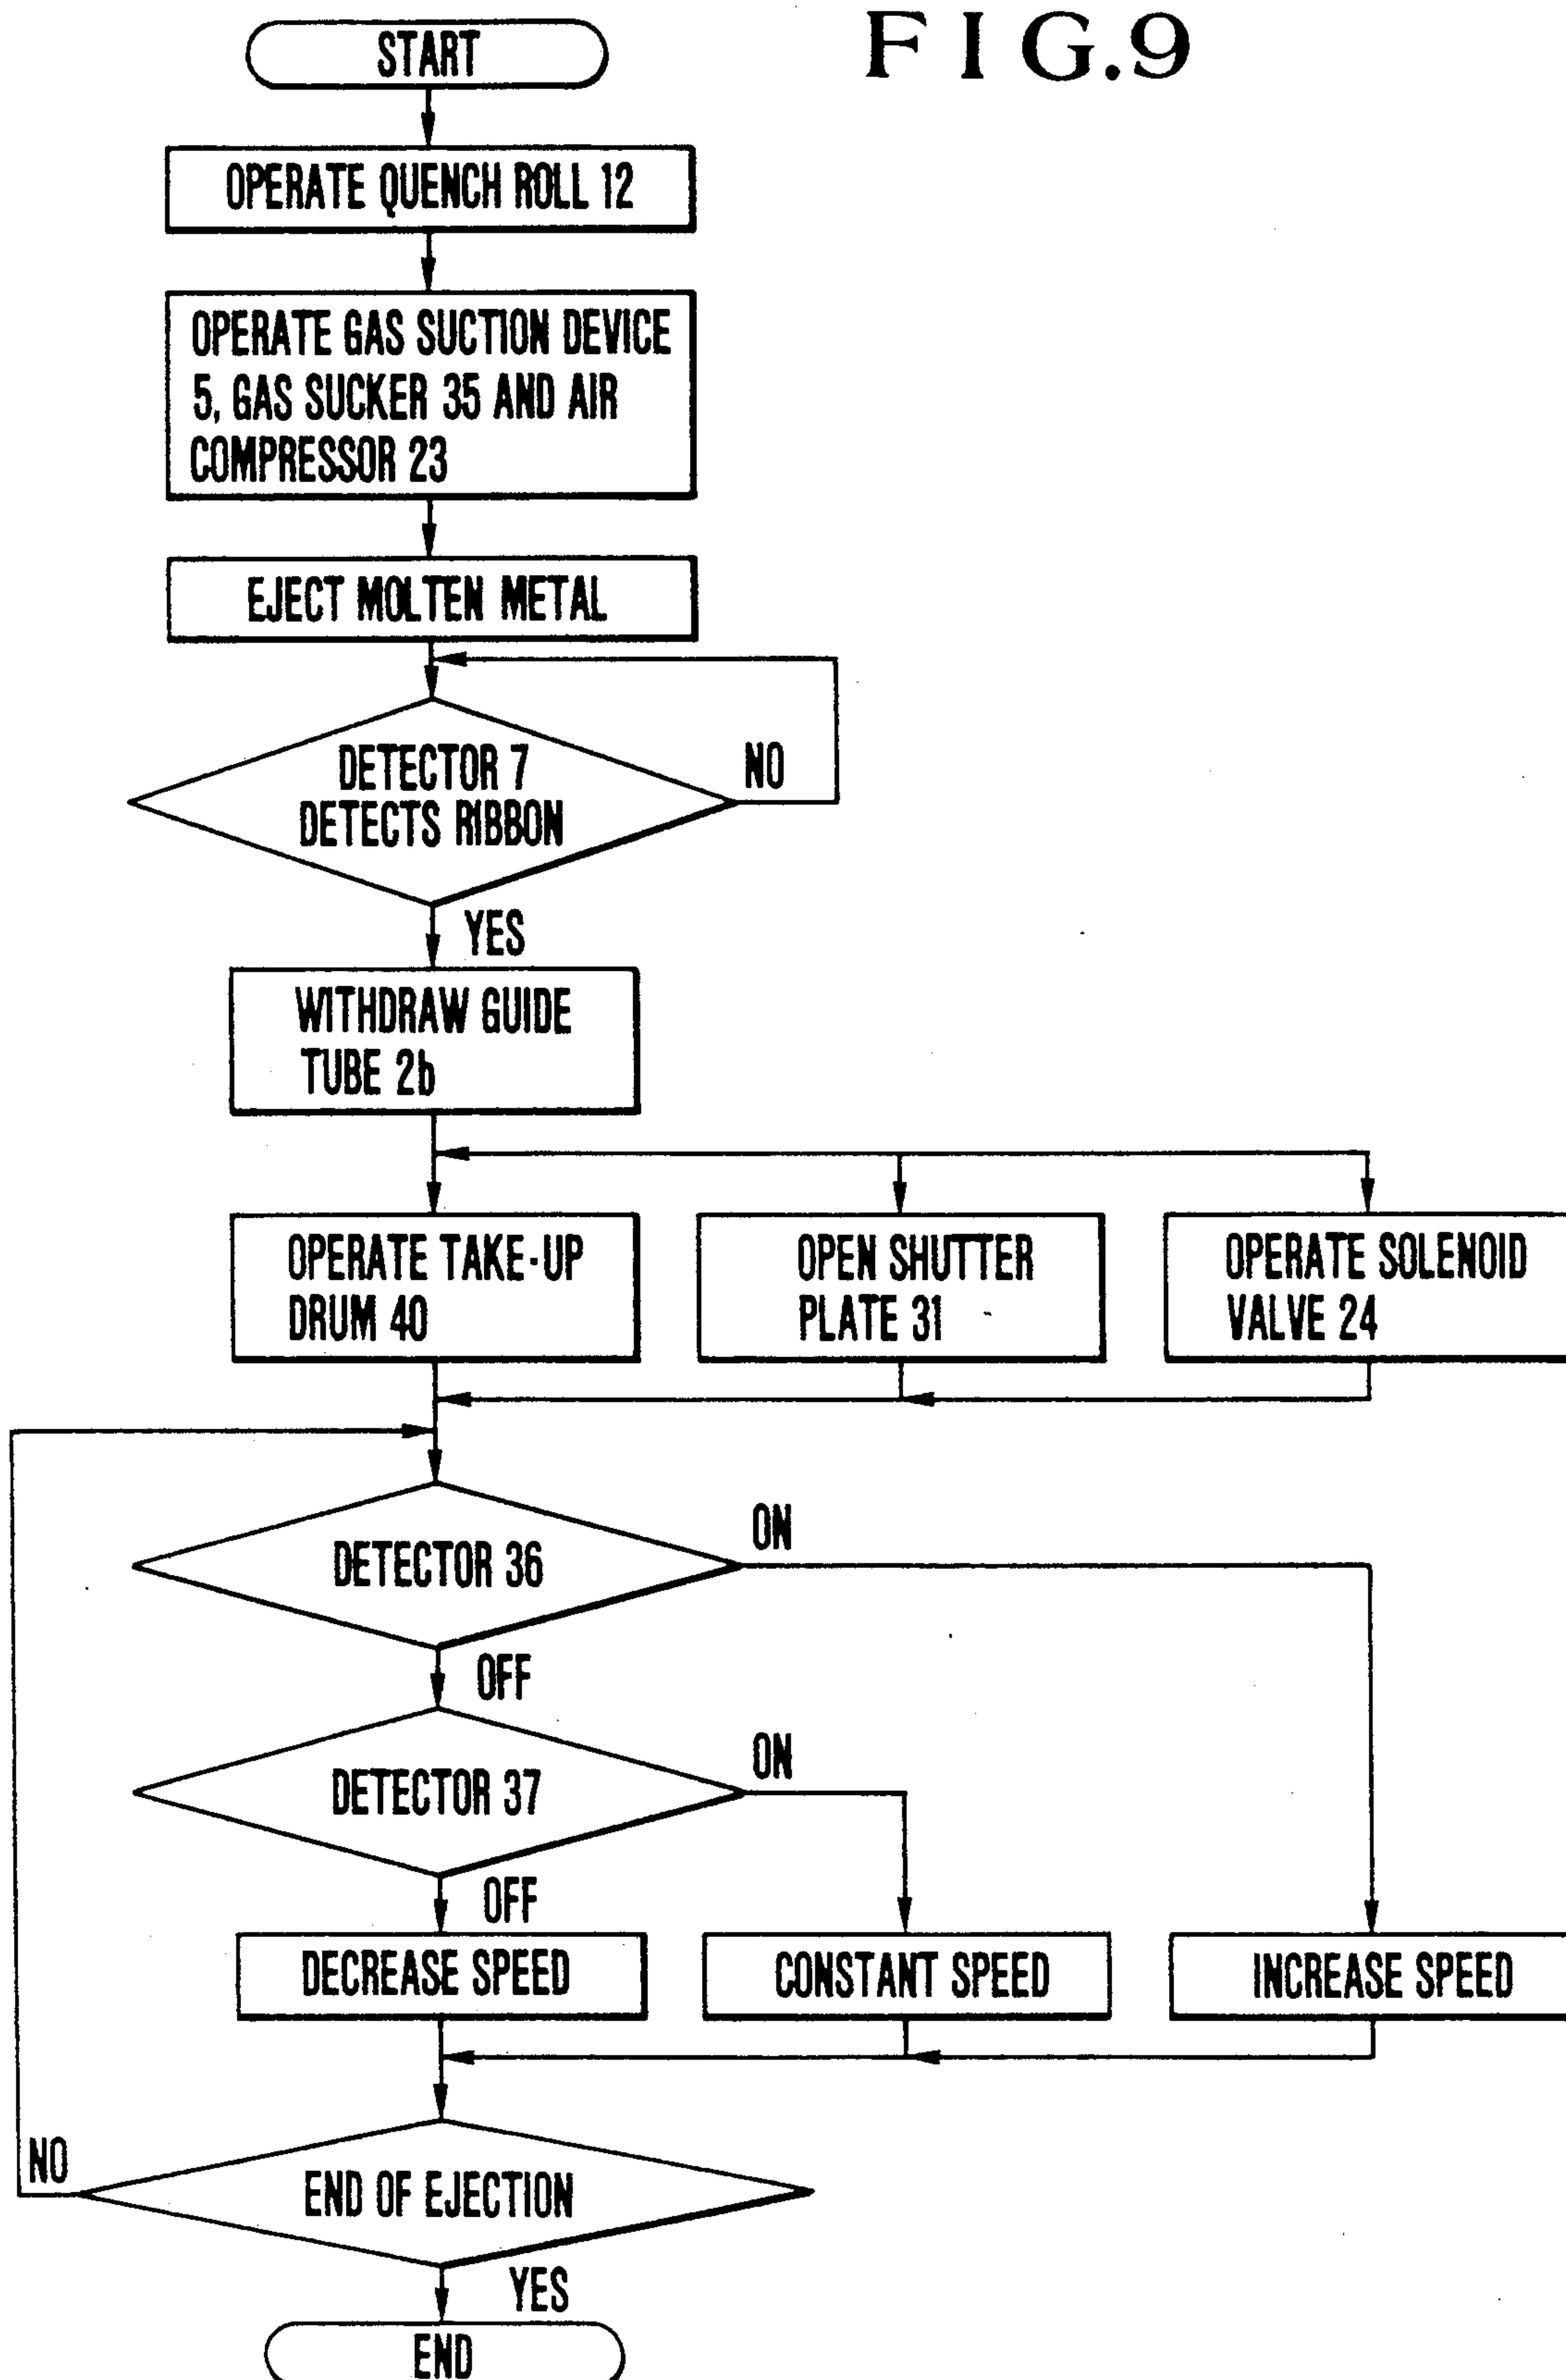 FIG.9
START
OPERATE QUENCH ROLL 12
OPERATE GAS SUCTION DEVICE
5, GAS SUCKER 35 AND AIR
COMPRESSOR 23
EJECT MOLTEN METAL
DETECTOR 7
DETECTS RIBBON
NO
YES
WITHDRAW GUIDE
TUBE 2b
OPERATE TAKE-UP
DRUM 40
OPEN SHUTTER
PLATE 31
OPERATE SOLENOID
VALVE 24
DETECTOR 36
ON
OFF
DETECTOR 37
ON
OFF
DECREASE SPEED
CONSTANT SPEED
INCREASE SPEED
NO
END OF EJECTION
YES
END